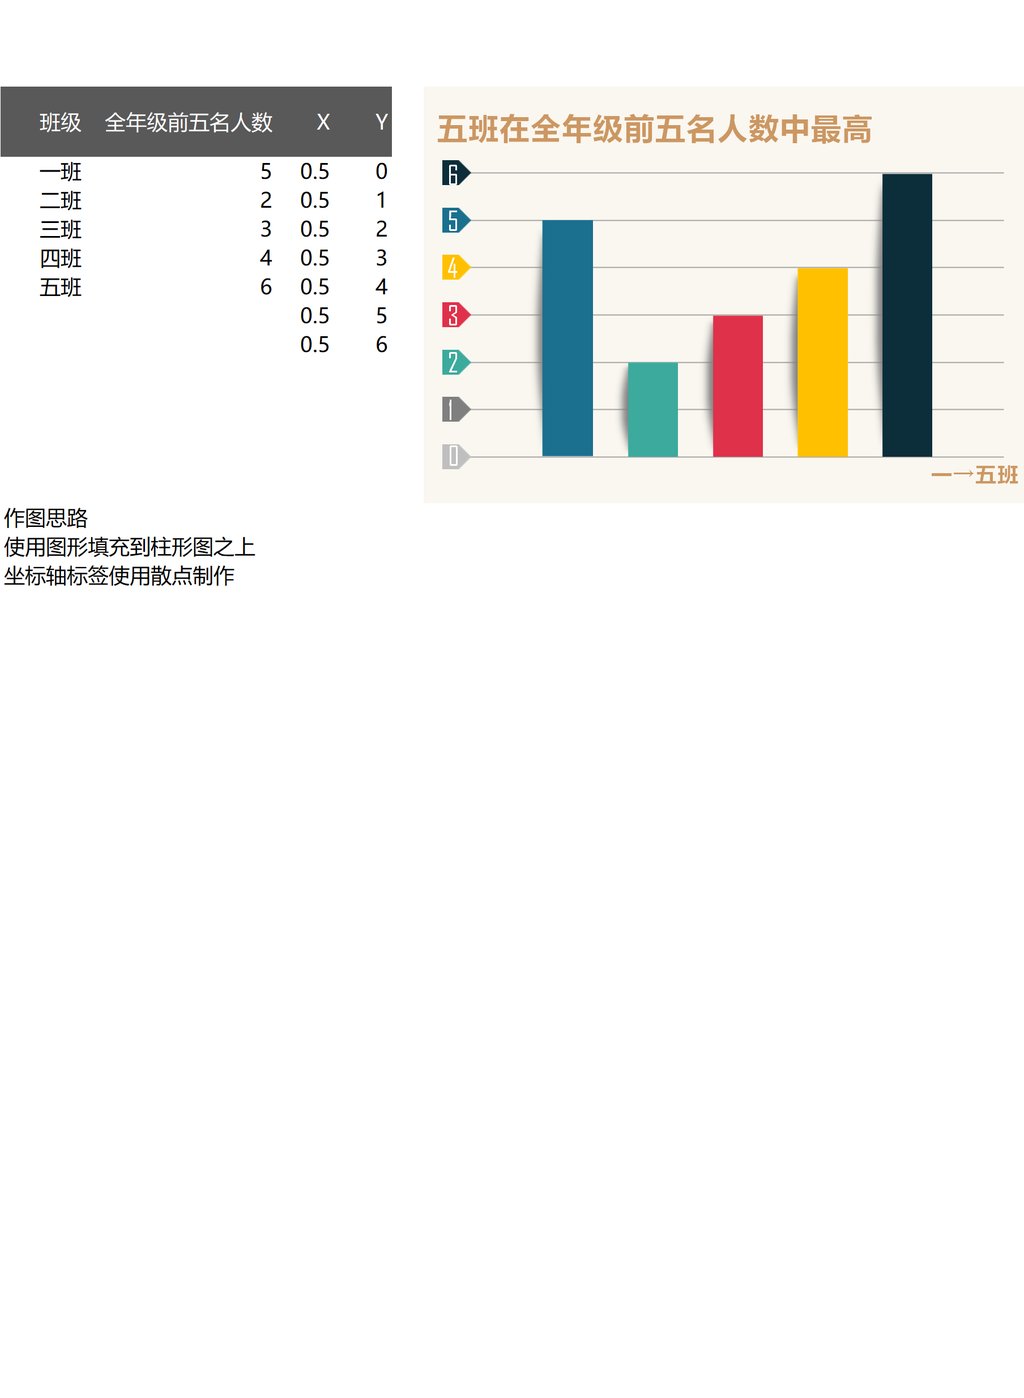 班级 全年级前五名人数 X Y
一班 5 0.5 0
二班 2 0.5 1
三班 3 0.5 2
四班 4 0.5 3
五班 6 0.5 4
0.5 5
0.5 6
五班在全年级前五名人数中最高
6
5
4
3
2
1
0
一→五班
作图思路
使用图形填充到柱形图之上
坐标轴标签使用散点制作